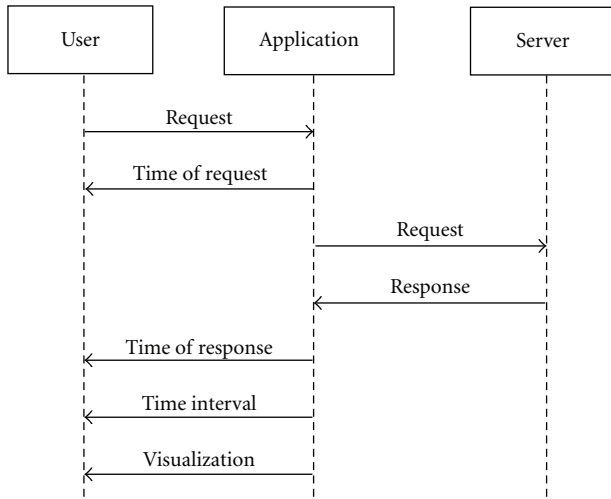 User
Application
Server
Request
Time of request
Request
Response
Time of response
Time interval
Visualization